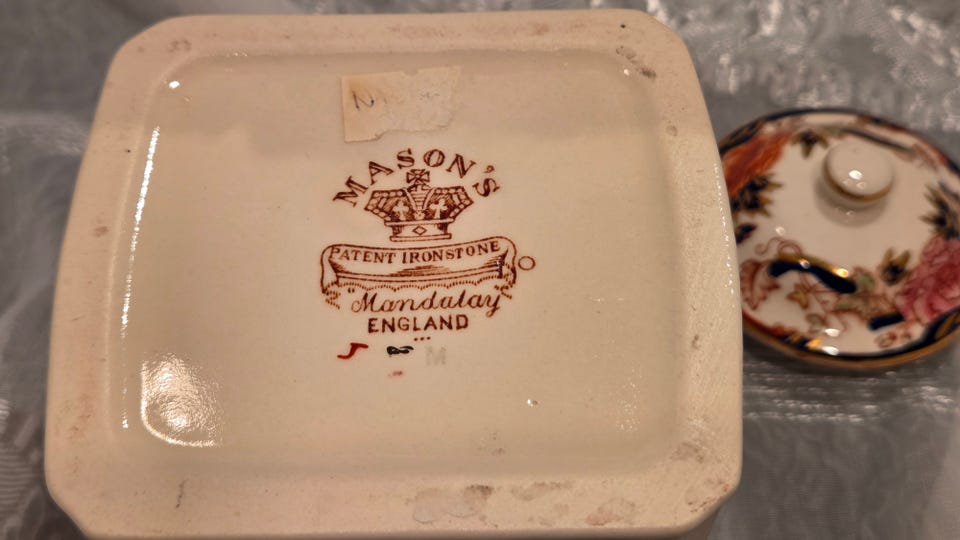 MASON'S
PATENT IRONSTONE
"Mandalay"
ENGLAND
M